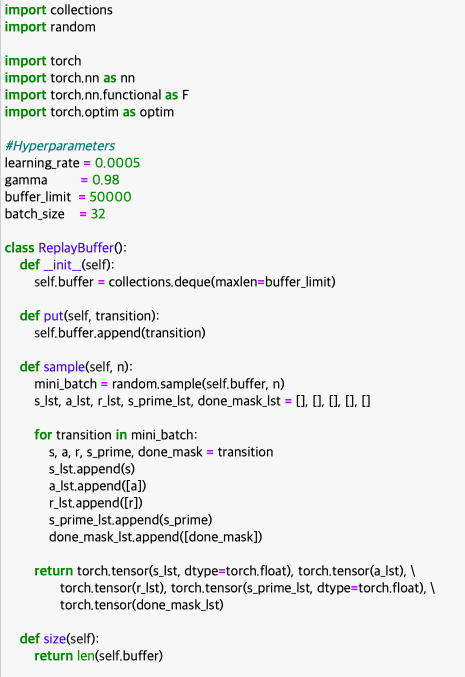 import collections
import random

import torch
import torch.nn as nn
import torch.nn.functional as F
import torch.optim as optim

#Hyperparameters
learning_rate = 0.0005
gamma         = 0.98
buffer_limit  = 50000
batch_size    = 32

class ReplayBuffer():
    def __init__(self):
        self.buffer = collections.deque(maxlen=buffer_limit)

    def put(self, transition):
        self.buffer.append(transition)

    def sample(self, n):
        mini_batch = random.sample(self.buffer, n)
        s_lst, a_lst, r_lst, s_prime_lst, done_mask_lst = [], [], [], [], []

        for transition in mini_batch:
            s, a, r, s_prime, done_mask = transition
            s_lst.append(s)
            a_lst.append([a])
            r_lst.append([r])
            s_prime_lst.append(s_prime)
            done_mask_lst.append([done_mask])

        return torch.tensor(s_lst, dtype=torch.float), torch.tensor(a_lst), \
               torch.tensor(r_lst), torch.tensor(s_prime_lst, dtype=torch.float), \
               torch.tensor(done_mask_lst)

    def size(self):
        return len(self.buffer)